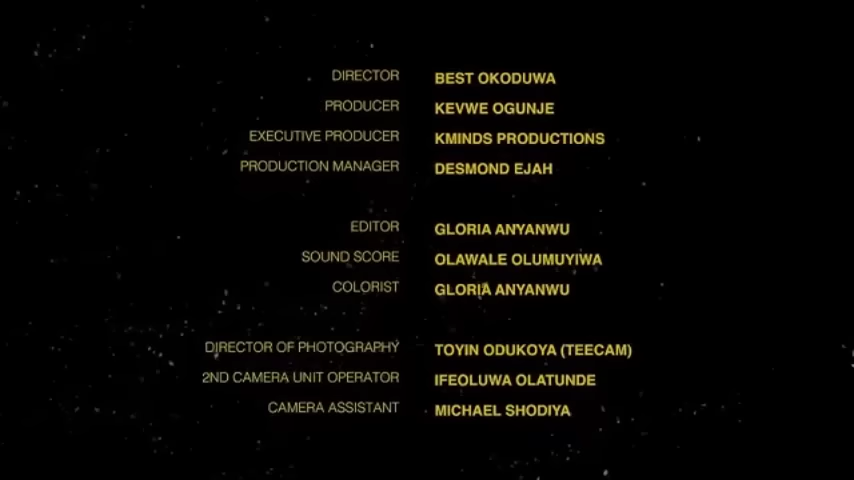 DIRECTOR BEST OKODUWA
PRODUCER KEVWE OGUNJE
EXECUTIVE PRODUCER KMINDS PRODUCTIONS
PRODUCTION MANAGER DESMOND EJAH
EDITOR GLORIA ANYANWU
SOUND SCORE OLAWALE OLUMUYIWA
COLORIST GLORIA ANYANWU
DIRECTOR OF PHOTOGRAPHY TOYIN ODUKOYA (TEECAM)
2ND CAMERA UNIT OPERATOR IFEOLUWA OLATUNDE
CAMERA ASSISTANT MICHAEL SHODIYA